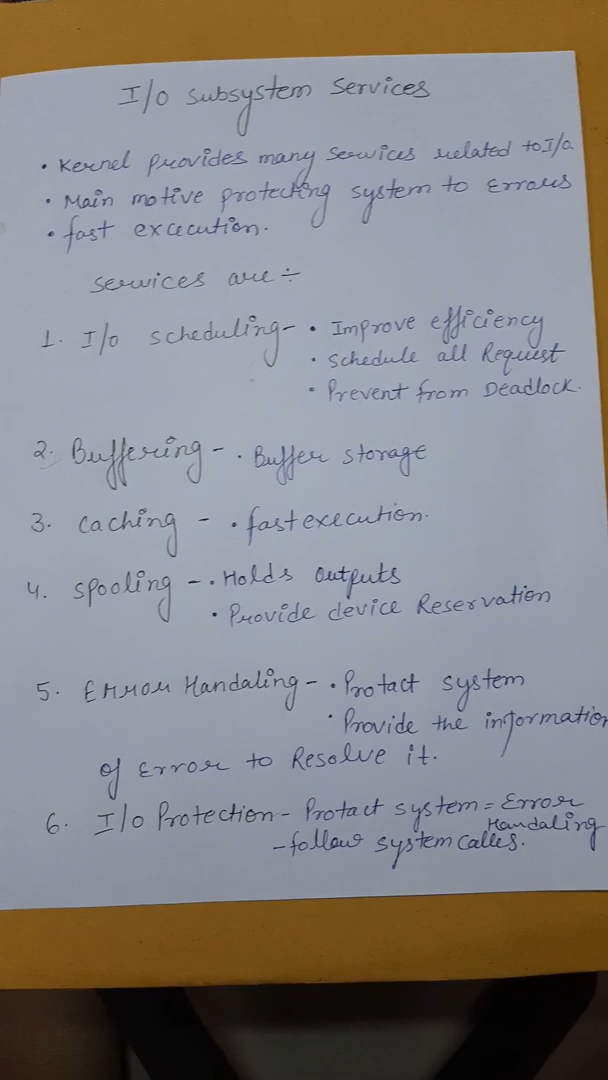 I/o subsystem services
• Kernel provides many services related to I/o
• Main motive protecting system to Errors
• fast excecution.
services are ÷
1. I/o scheduling - • Improve efficiency
• Schedule all Request
• Prevent from Deadlock.
2. Buffering - • Buffer storage
3. caching - • fast execution.
4. spooling - • Holds outputs
• Provide device Reservation
5. Error Handaling - • Protact system
• Provide the information
of Error to Resolve it.
6. I/o Protection - Protact system = Error
Handaling
- follow system calles.